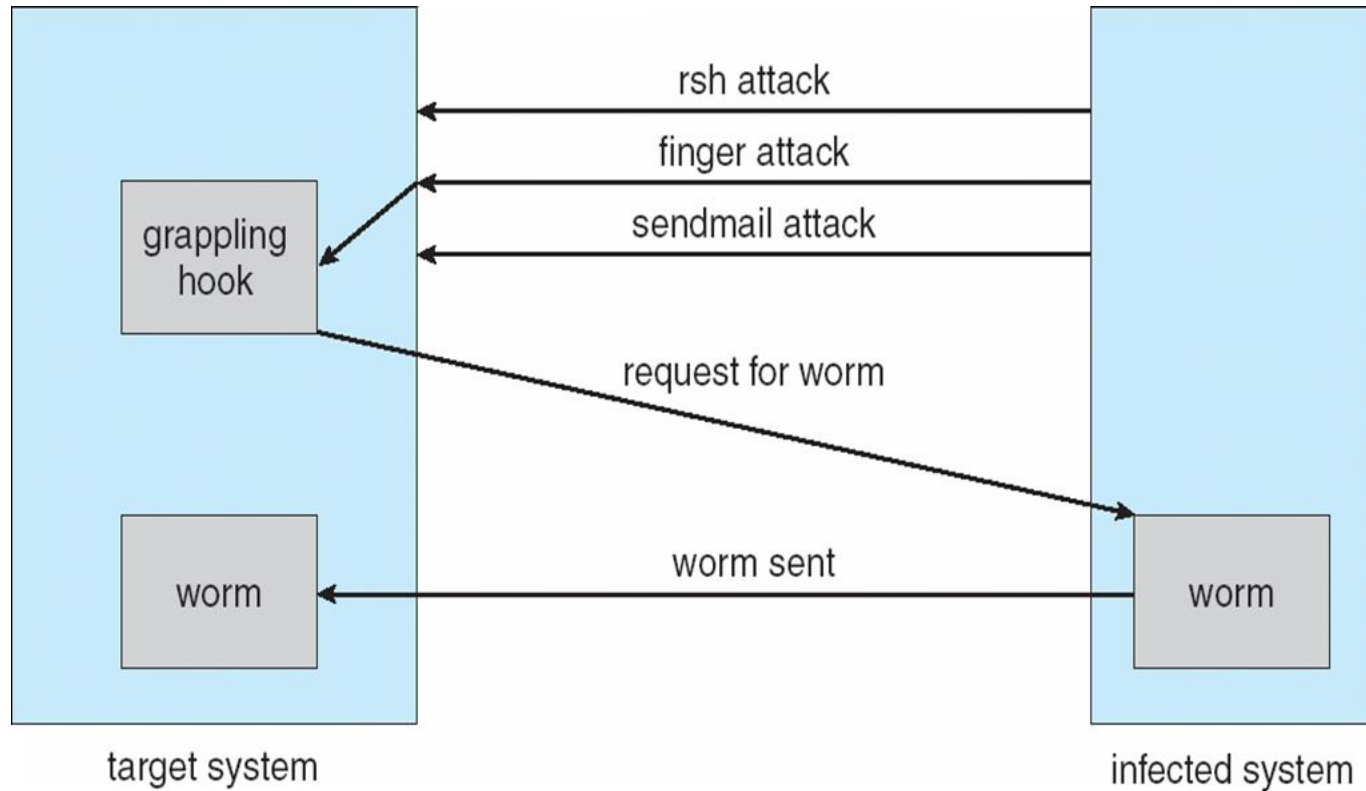 rsh attack
finger attack
sendmail attack
grappling
hook
request for worm
worm sent
worm
worm
target system
infected system